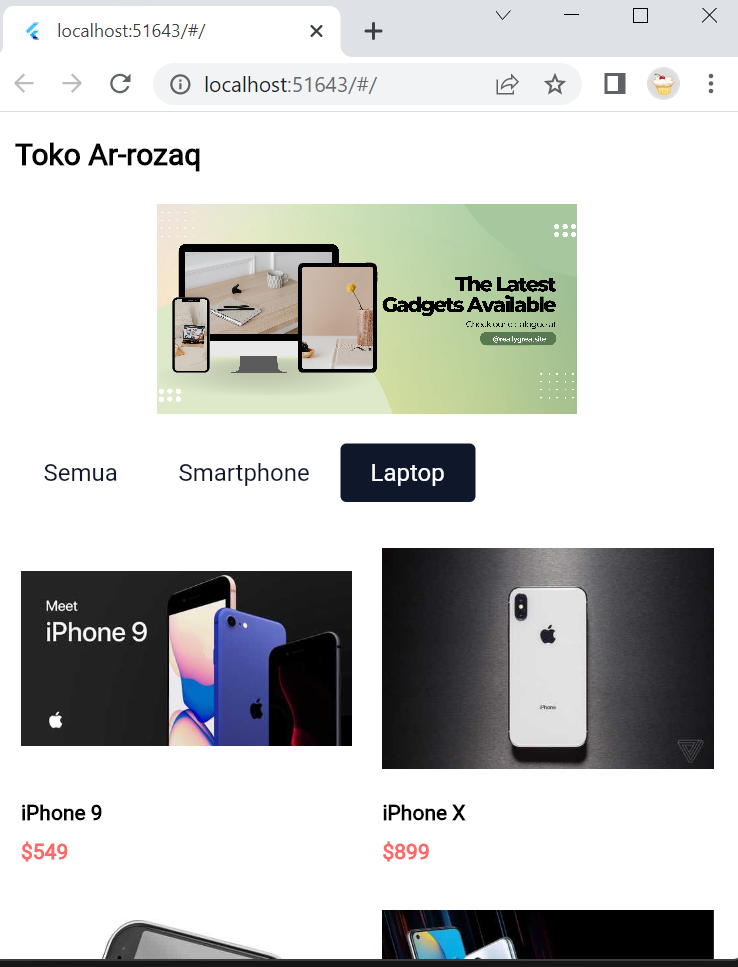 localhost:51643/#/
localhost:51643/#/
Toko Ar-rozaq
The Latest
Gadgets Available
Check our catalogue at
@reallygreatsite
Semua
Smartphone
Laptop
Meet
iPhone 9
iPhone
iPhone 9
$549
iPhone X
$899